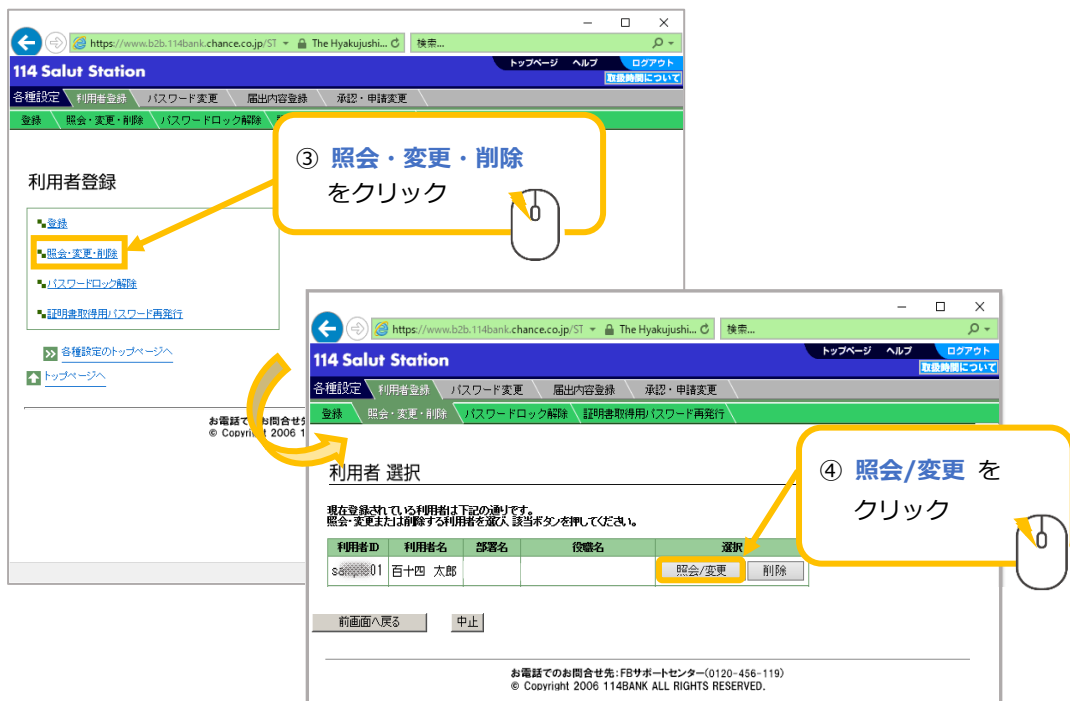 https://www.b2b.114bank.chance.co.jp/ST
The Hyakujushi...
検索...
114 Salut Station
トップページ ヘルプ ログアウト
取扱時間について
各種設定 利用者登録 パスワード変更 届出内容登録 承認・申請変更
登録 照会・変更・削除 パスワードロック解除
利用者登録
登録
照会・変更・削除
パスワードロック解除
証明書取得用パスワード再発行
各種設定のトップページへ
トップページへ
お電話て お問合せ先
© Copyright 2006 1
③ 照会・変更・削除
をクリック
https://www.b2b.114bank.chance.co.jp/ST
The Hyakujushi...
検索...
114 Salut Station
トップページ ヘルプ ログアウト
取扱時間について
各種設定 利用者登録 パスワード変更 届出内容登録 承認・申請変更
登録 照会・変更・削除 パスワードロック解除 証明書取得用パスワード再発行
利用者 選択
現在登録されている利用者は下記の通りです。
照会・変更または削除する利用者を選び、該当ボタンを押してください。
利用者ID 利用者名 部署名 役職名 選択
01 百十四 太郎 照会/変更 削除
前画面へ戻る 中止
お電話でのお問合せ先:FBサポートセンター(0120-456-119)
© Copyright 2006 114BANK ALL RIGHTS RESERVED.
④ 照会/変更 を
クリック